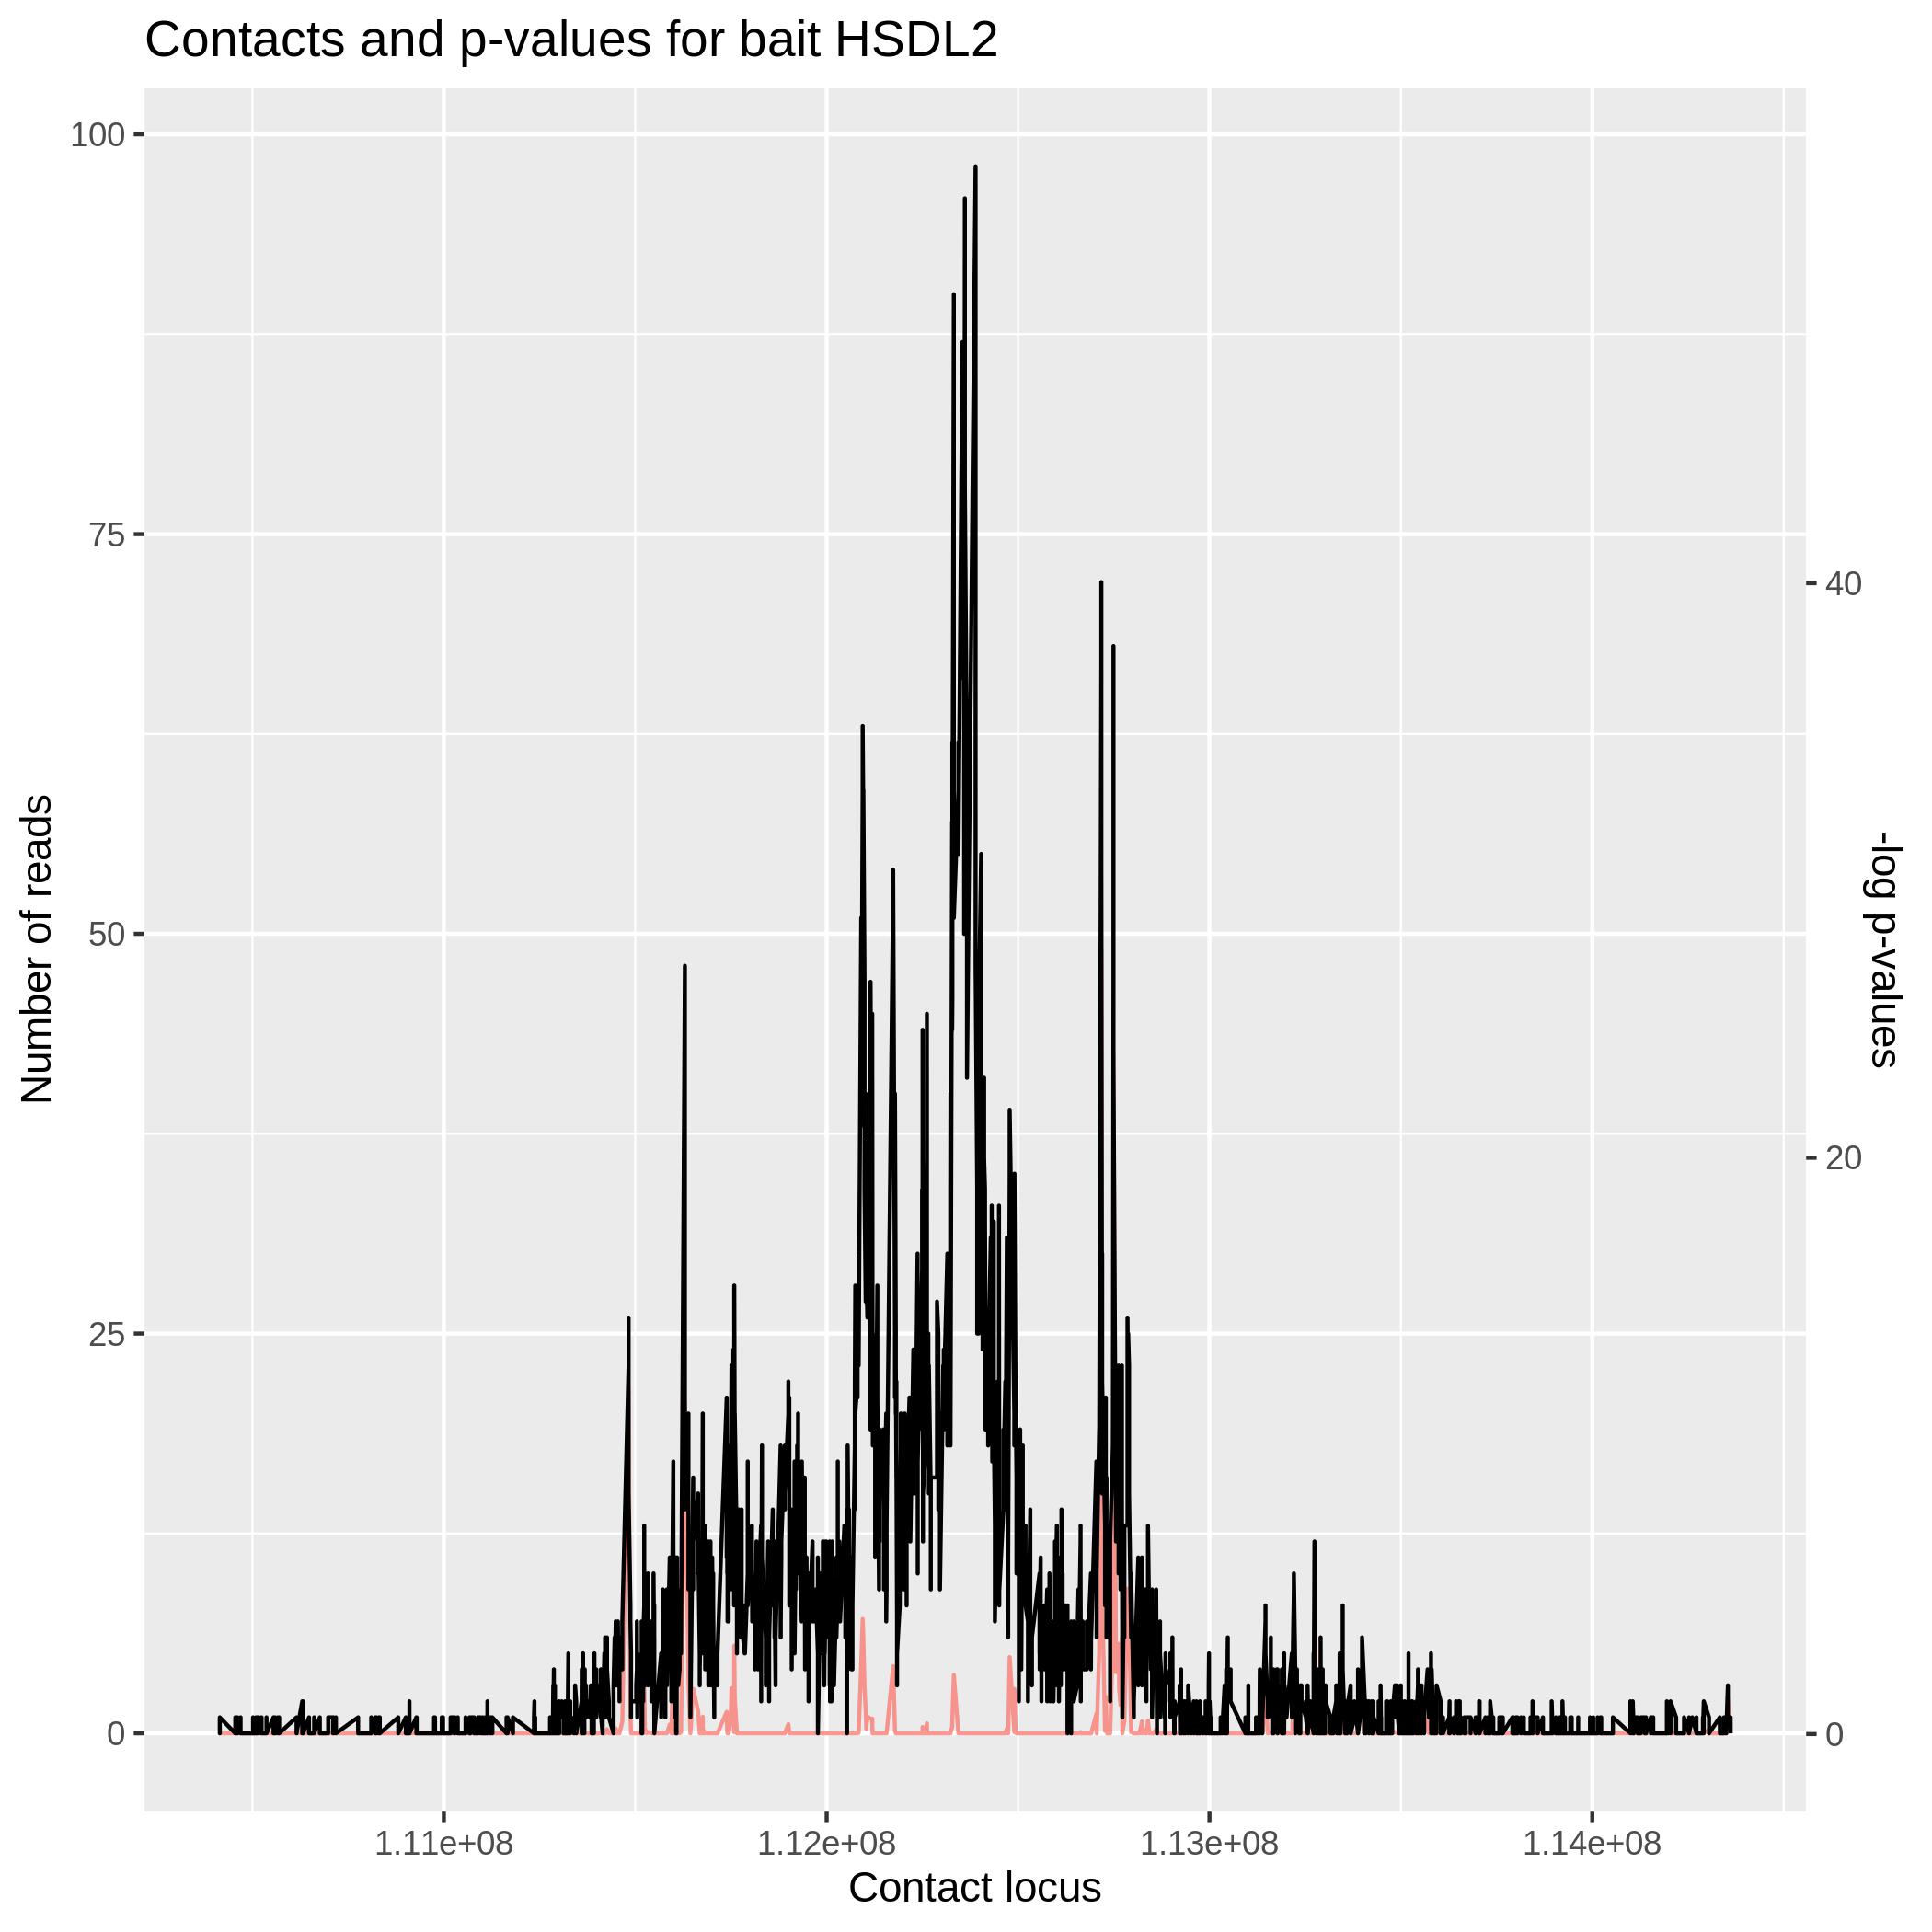 Contacts and p-values for bait HSDL2
100
75
50
25
0
Number of reads
40
20
0
-log p-values
1.11e+08
1.12e+08
1.13e+08
1.14e+08
Contact locus